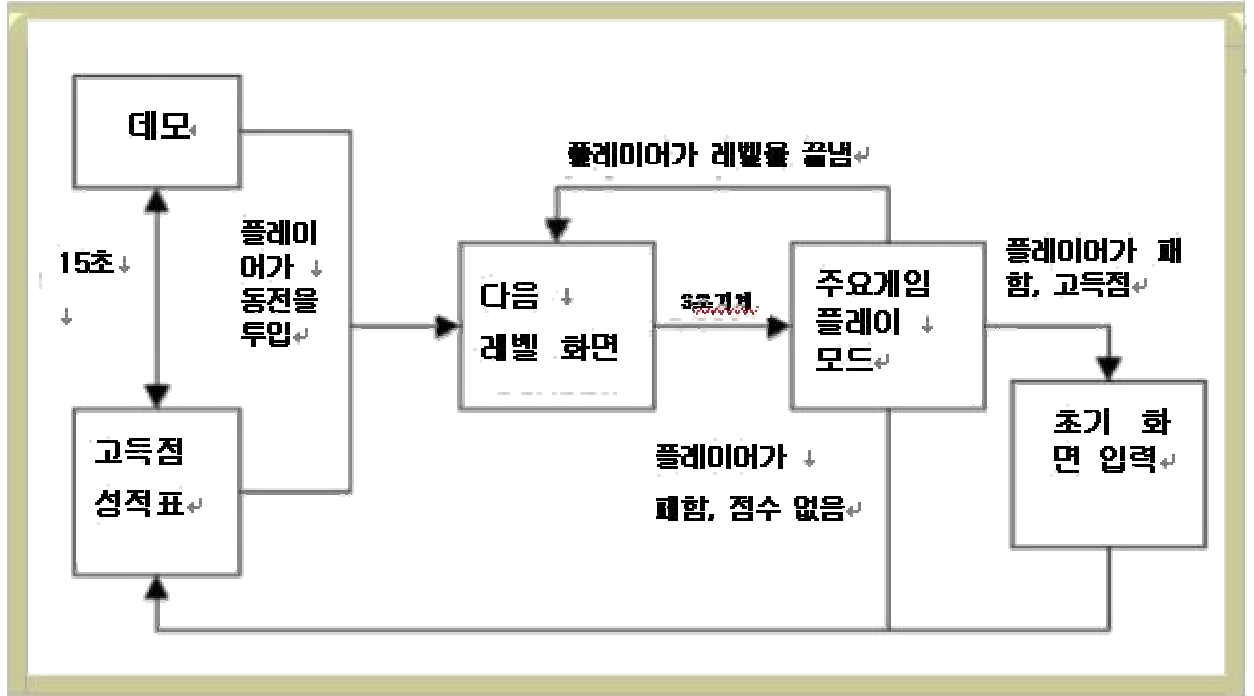 데모
플레이어가 레벨을 끝냄
플레이
어가
동전을
투입
15초
다음
레벨 화면
주요게임
플레이
모드
플레이어가 패
함, 고득점
초기 화
면 입력
고득점
성적표
플레이어가
패함, 점수 없음